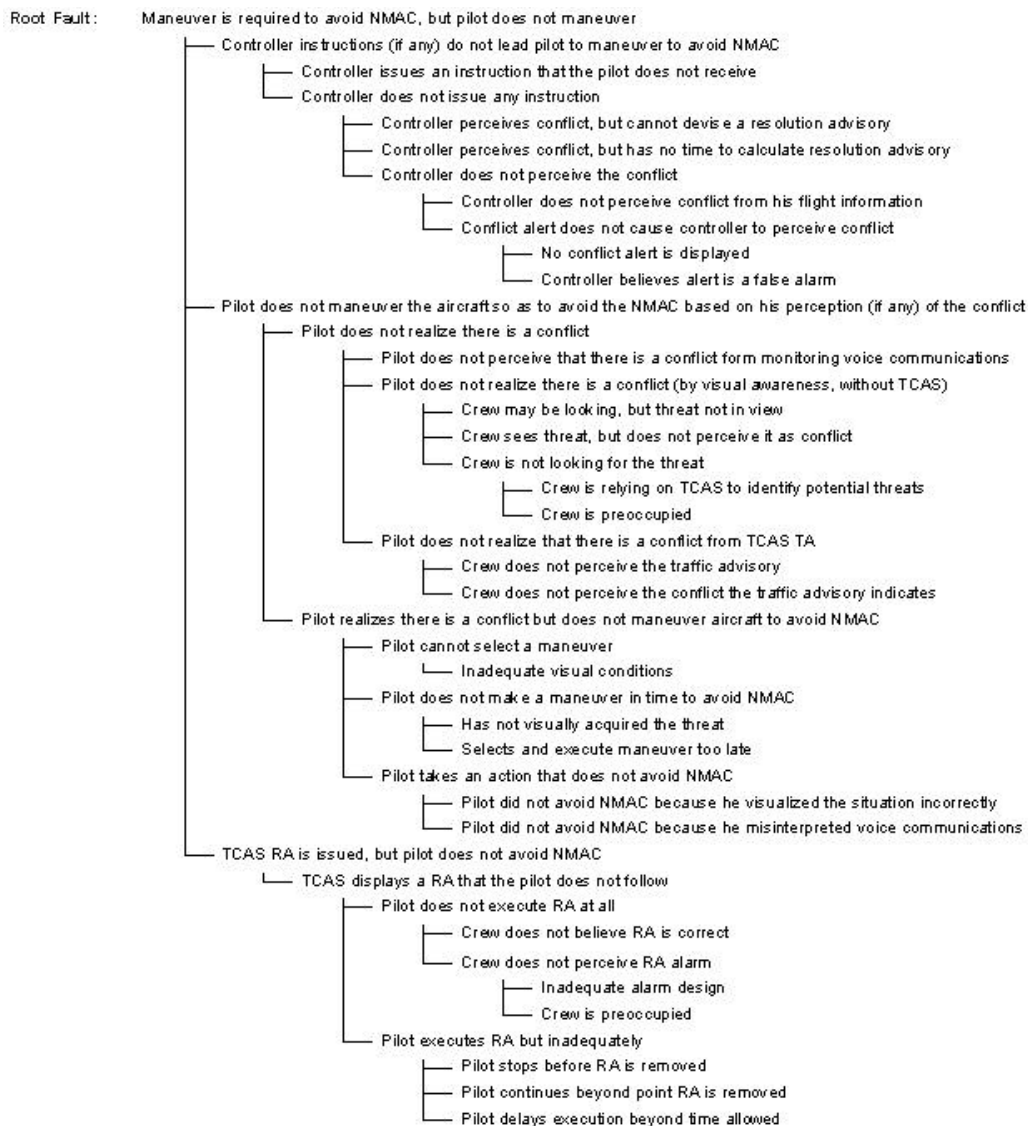 Root Fault: Maneuver is required to avoid NMAC, but pilot does not maneuver
Controller instructions (if any) do not lead pilot to maneuver to avoid NMAC
Controller issues an instruction that the pilot does not receive
Controller does not issue any instruction
Controller perceives conflict, but cannot devise a resolution advisory
Controller perceives conflict, but has no time to calculate resolution advisory
Controller does not perceive the conflict
Controller does not perceive conflict from his flight information
Conflict alert does not cause controller to perceive conflict
No conflict alert is displayed
Controller believes alert is a false alarm
Pilot does not maneuver the aircraft so as to avoid the NMAC based on his perception (if any) of the conflict
Pilot does not realize there is a conflict
Pilot does not perceive that there is a conflict form monitoring voice communications
Pilot does not realize there is a conflict (by visual awareness, without TCAS)
Crew may be looking, but threat not in view
Crew sees threat, but does not perceive it as conflict
Crew is not looking for the threat
Crew is relying on TCAS to identify potential threats
Crew is preoccupied
Pilot does not realize that there is a conflict from TCAS TA
Crew does not perceive the traffic advisory
Crew does not perceive the conflict the traffic advisory indicates
Pilot realizes there is a conflict but does not maneuver aircraft to avoid NMAC
Pilot cannot select a maneuver
Inadequate visual conditions
Pilot does not make a maneuver in time to avoid NMAC
Has not visually acquired the threat
Selects and execute maneuver too late
Pilot takes an action that does not avoid NMAC
Pilot did not avoid NMAC because he visualized the situation incorrectly
Pilot did not avoid NMAC because he misinterpreted voice communications
TCAS RA is issued, but pilot does not avoid NMAC
TCAS displays a RA that the pilot does not follow
Pilot does not execute RA at all
Crew does not believe RA is correct
Crew does not perceive RA alarm
Inadequate alarm design
Crew is preoccupied
Pilot executes RA but inadequately
Pilot stops before RA is removed
Pilot continues beyond point RA is removed
Pilot delays execution beyond time allowed